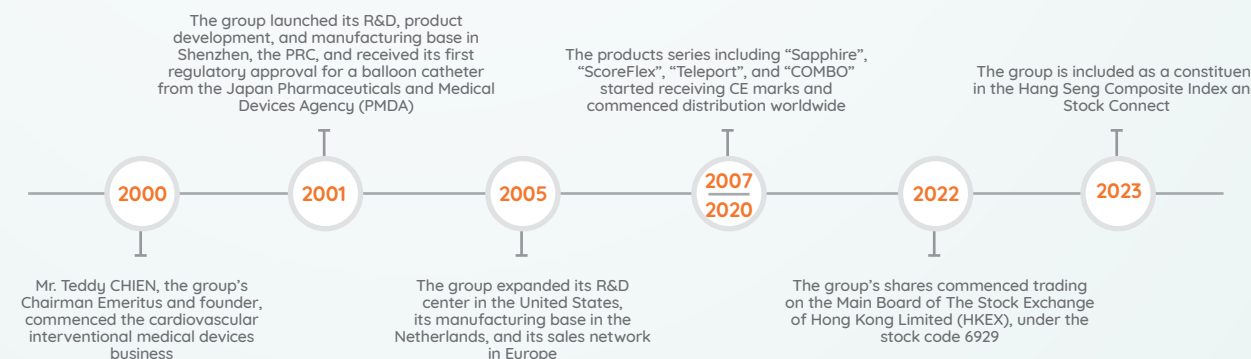 The group launched its R&D, product
development, and manufacturing base in
Shenzhen, the PRC, and received its first
regulatory approval for a balloon catheter
from the Japan Pharmaceuticals and Medical
Devices Agency (PMDA)
The products series including “Sapphire”,
“ScoreFlex”, “Teleport”, and “COMBO”
started receiving CE marks and
commenced distribution worldwide
The group is included as a constituen
in the Hang Seng Composite Index an
Stock Connect
2000
2001
2005
2007
2020
2022
2023
Mr. Teddy CHIEN, the group’s
Chairman Emeritus and founder,
commenced the cardiovascular
interventional medical devices
business
The group expanded its R&D
center in the United States,
its manufacturing base in the
Netherlands, and its sales network
in Europe
The group’s shares commenced trading
on the Main Board of The Stock Exchange
of Hong Kong Limited (HKEX), under the
stock code 6929